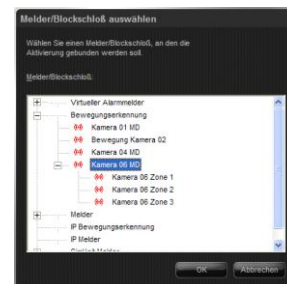 Melder/Blockschloß auswählen
Wählen Sie einen Melder/Blockschloß, an den die
Aktivierung gebunden werden soll.
Melder/Blockschloß:
Virtueller Alarmmelder
Bewegungserkennung
Kamera 01 MD
Bewegung Kamera 02
Kamera 04 MD
Kamera 06 MD
Kamera 06 Zone 1
Kamera 06 Zone 2
Kamera 06 Zone 3
Melder
IP Bewegungserkennung
IP Melder
OK
Abbrechen